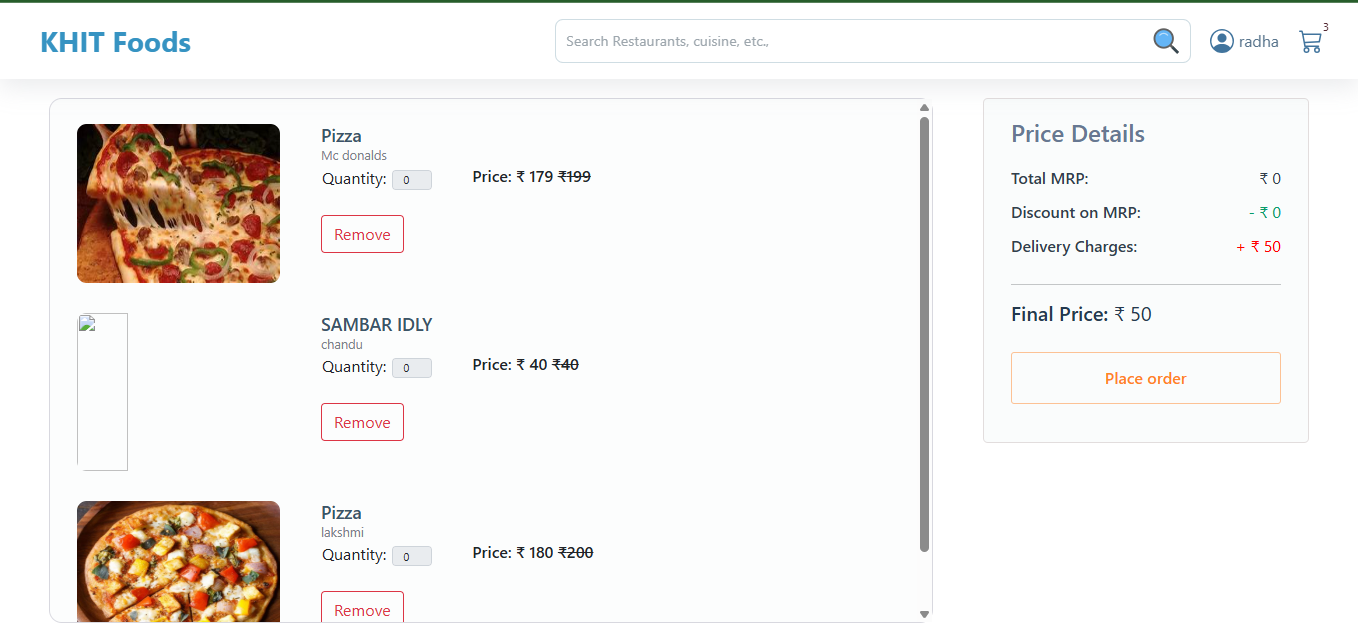 KHIT Foods
Search Restaurants, cuisine, etc.,
radha
3
Pizza
Mc donalds
Quantity: 0
Price: ₹ 179 ₹199
Remove
SAMBAR IDLY
chandu
Quantity: 0
Price: ₹ 40 ₹40
Remove
Pizza
lakshmi
Quantity: 0
Price: ₹ 180 ₹200
Remove
Price Details
Total MRP: ₹ 0
Discount on MRP: - ₹ 0
Delivery Charges: + ₹ 50
Final Price: ₹ 50
Place order